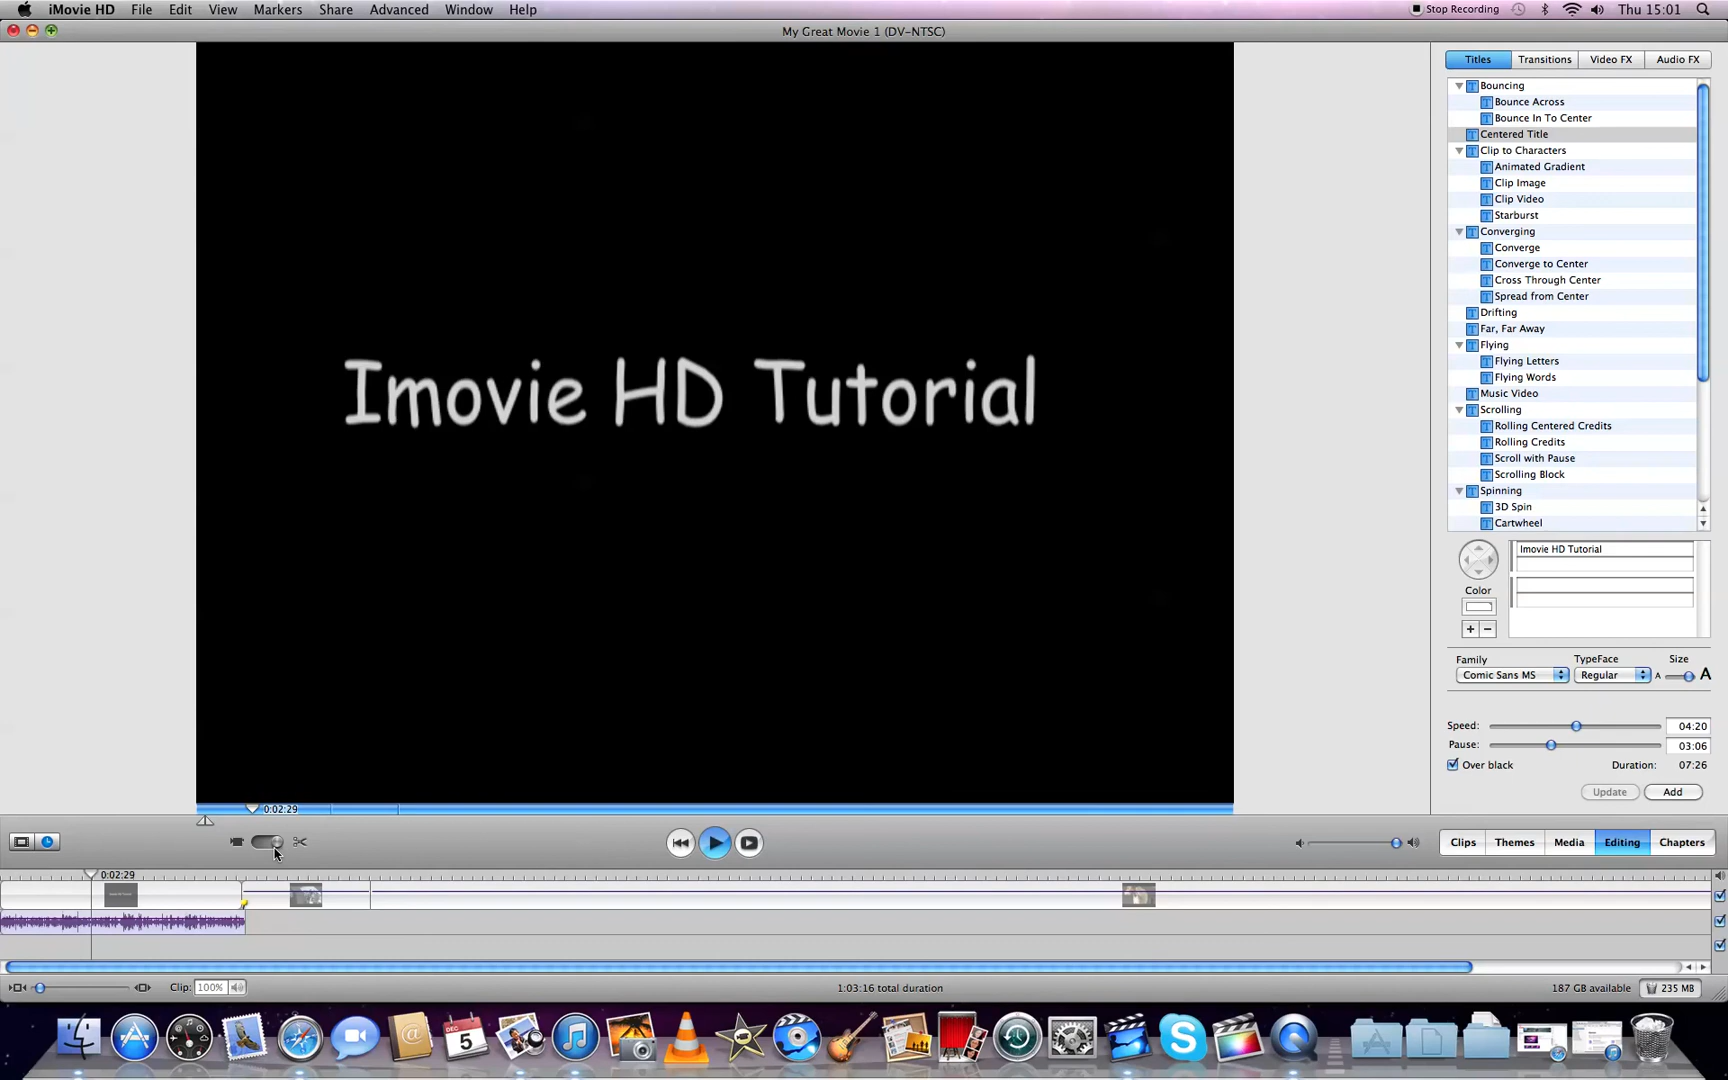 iMovie HD File Edit View Markers Share Advanced Window Help Stop Recording Thu 15:01
My Great Movie 1 (DV-NTSC)
Imovie HD Tutorial
0:02:29
Titles Transitions Video FX Audio FX
Bouncing
Bounce Across
Bounce In To Center
Centered Title
Clip to Characters
Animated Gradient
Clip Image
Clip Video
Starburst
Converging
Converge
Converge to Center
Cross Through Center
Spread from Center
Drifting
Far, Far Away
Flying
Flying Letters
Flying Words
Music Video
Scrolling
Rolling Centered Credits
Rolling Credits
Scroll with Pause
Scrolling Block
Spinning
3D Spin
Cartwheel
Imovie HD Tutorial
Color
+ −
Family TypeFace Size
Comic Sans MS Regular A A
Speed: 04:20
Pause: 03:06
Over black Duration: 07:26
Update Add
Clips Themes Media Editing Chapters
0:02:29
Clip: 100% 1:03:16 total duration 187 GB available 235 MB
DEC
5